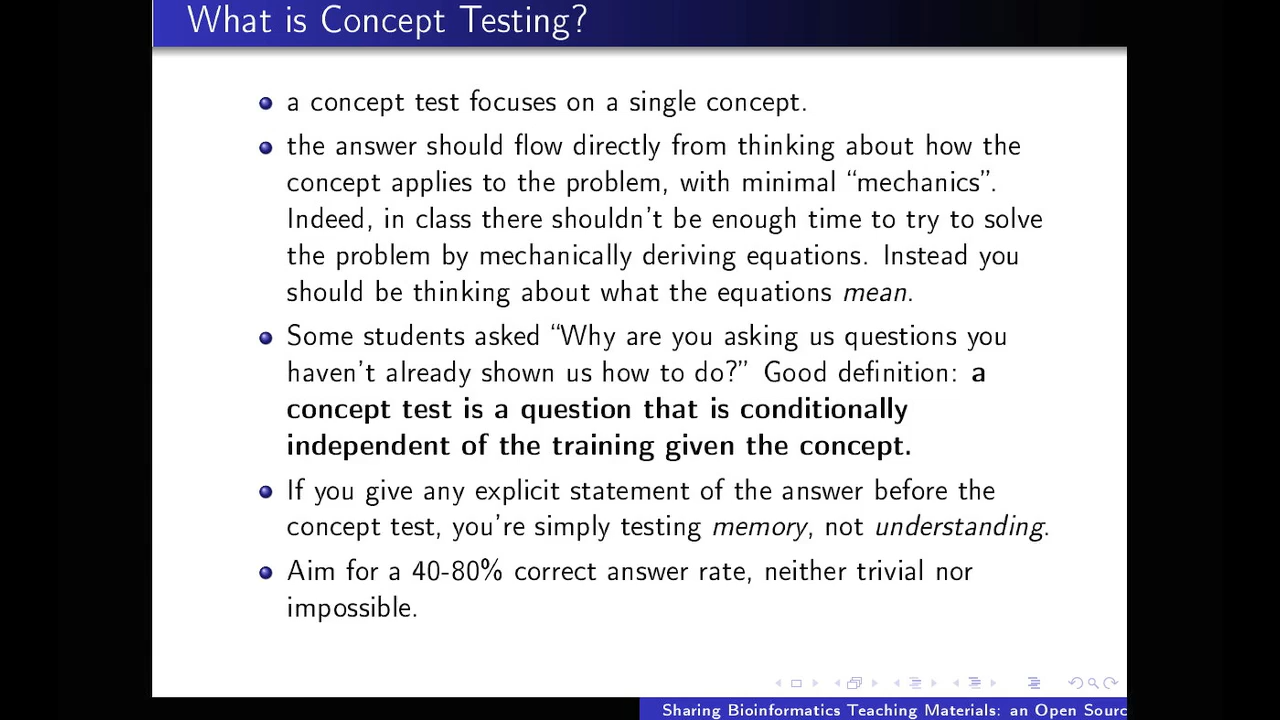 What is Concept Testing?
a concept test focuses on a single concept.
the answer should flow directly from thinking about how the
concept applies to the problem, with minimal “mechanics”.
Indeed, in class there shouldn't be enough time to try to solve
the problem by mechanically deriving equations. Instead you
should be thinking about what the equations mean.
Some students asked “Why are you asking us questions you
haven't already shown us how to do?” Good definition: a
concept test is a question that is conditionally
independent of the training given the concept.
If you give any explicit statement of the answer before the
concept test, you're simply testing memory, not understanding.
Aim for a 40-80% correct answer rate, neither trivial nor
impossible.
Sharing Bioinformatics Teaching Materials: an Open Sourc